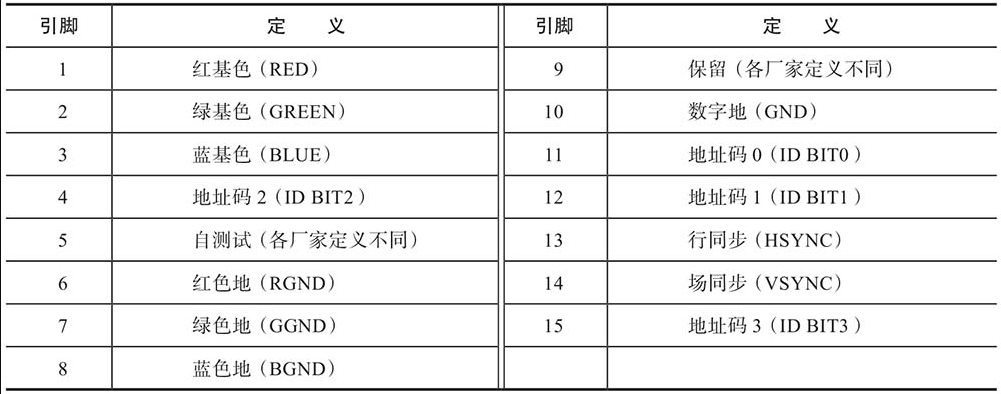 引脚 定 义 引脚 定 义
1 红基色（RED） 9 保留（各厂家定义不同）
2 绿基色（GREEN） 10 数字地（GND）
3 蓝基色（BLUE） 11 地址码 0（ID BIT0）
4 地址码 2（ID BIT2） 12 地址码 1（ID BIT1）
5 自测试（各厂家定义不同） 13 行同步（HSYNC）
6 红色地（RGND） 14 场同步（VSYNC）
7 绿色地（GGND） 15 地址码 3（ID BIT3）
8 蓝色地（BGND）